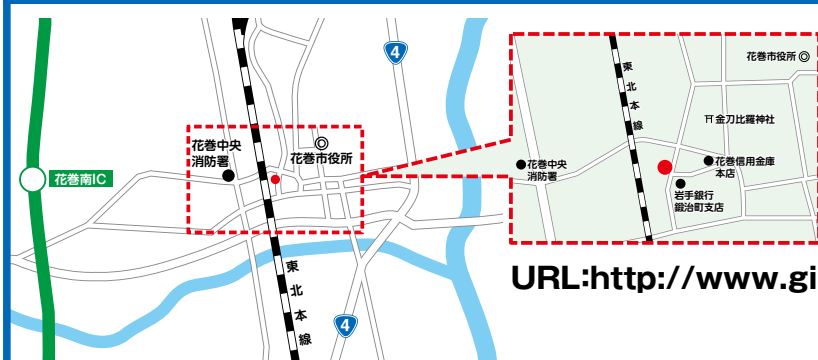 4
花巻中央
消防署
花巻市役所
花巻南IC
東北本線
4
花巻市役所
東北本線
金刀比羅神社
花巻中央
消防署
花巻信用金庫
本店
岩手銀行
鍛治町支店
URL:http://www.gi